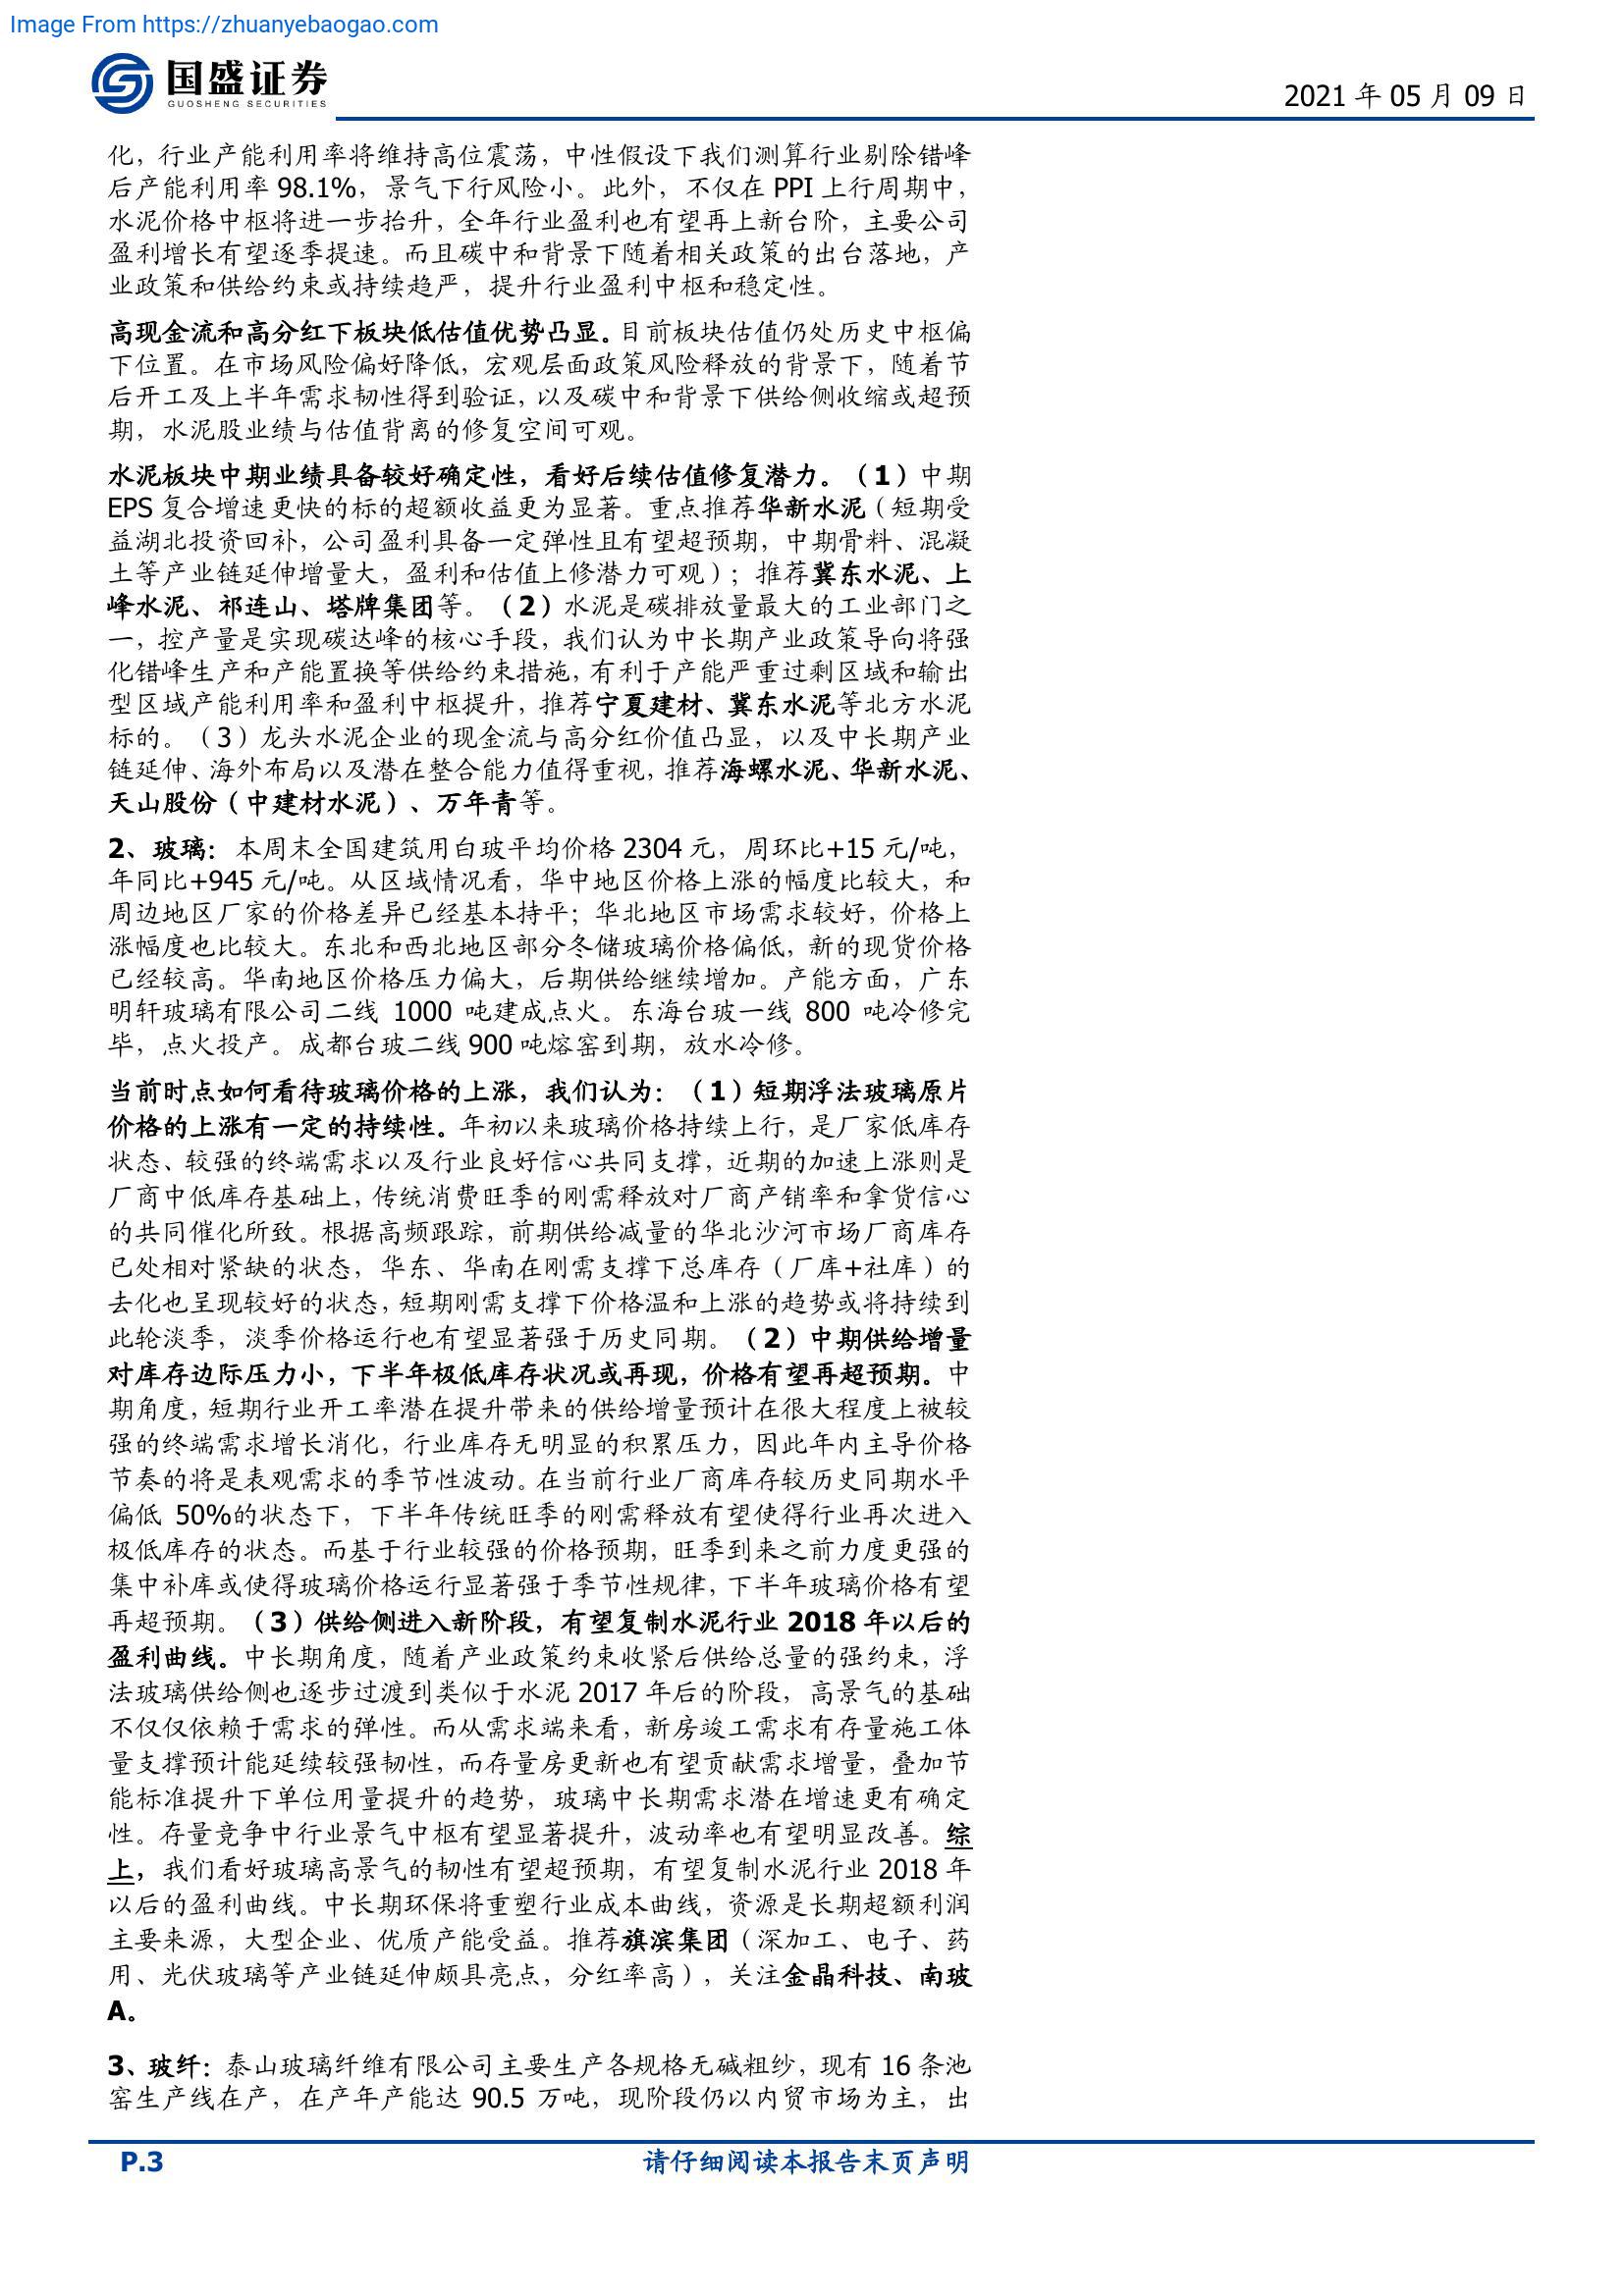 Image From https://zhuanyebaogao.com
国盛证券
GUOSHENG SECURITIES
2021 年 05 月 09 日
化，行业产能利用率将维持高位震荡，中性假设下我们测算行业剔除错峰
后产能利用率 98.1%，景气下行风险小。此外，不仅在 PPI 上行周期中，
水泥价格中枢将进一步抬升，全年行业盈利也有望再上新台阶，主要公司
盈利增长有望逐季提速。而且碳中和背景下随着相关政策的出台落地，产
业政策和供给约束或持续趋严，提升行业盈利中枢和稳定性。
高现金流和高分红下板块低估值优势凸显。目前板块估值仍处历史中枢偏
下位置。在市场风险偏好降低，宏观层面政策风险释放的背景下，随着节
后开工及上半年需求韧性得到验证，以及碳中和背景下供给侧收缩或超预
期，水泥股业绩与估值背离的修复空间可观。
水泥板块中期业绩具备较好确定性，看好后续估值修复潜力。（1）中期
EPS 复合增速更快的标的超额收益更为显著。重点推荐华新水泥（短期受
益湖北投资回补，公司盈利具备一定弹性且有望超预期，中期骨料、混凝
土等产业链延伸增量大，盈利和估值上修潜力可观）；推荐冀东水泥、上
峰水泥、祁连山、塔牌集团等。（2）水泥是碳排放量最大的工业部门之
一，控产量是实现碳达峰的核心手段，我们认为中长期产业政策导向将强
化错峰生产和产能置换等供给约束措施，有利于产能严重过剩区域和输出
型区域产能利用率和盈利中枢提升，推荐宁夏建材、冀东水泥等北方水泥
标的。（3）龙头水泥企业的现金流与高分红价值凸显，以及中长期产业
链延伸、海外布局以及潜在整合能力值得重视，推荐海螺水泥、华新水泥、
天山股份（中建材水泥）、万年青等。
2、玻璃：本周末全国建筑用白玻平均价格 2304 元，周环比+15 元/吨，
年同比+945 元/吨。从区域情况看，华中地区价格上涨的幅度比较大，和
周边地区厂家的价格差异已经基本持平；华北地区市场需求较好，价格上
涨幅度也比较大。东北和西北地区部分冬储玻璃价格偏低，新的现货价格
已经较高。华南地区价格压力偏大，后期供给继续增加。产能方面，广东
明轩玻璃有限公司二线 1000 吨建成点火。东海台玻一线 800 吨冷修完
毕，点火投产。成都台玻二线 900 吨熔窑到期，放水冷修。
当前时点如何看待玻璃价格的上涨，我们认为：（1）短期浮法玻璃原片
价格的上涨有一定的持续性。年初以来玻璃价格持续上行，是厂家低库存
状态、较强的终端需求以及行业良好信心共同支撑，近期的加速上涨则是
厂商中低库存基础上，传统消费旺季的刚需释放对厂商产销率和拿货信心
的共同催化所致。根据高频跟踪，前期供给减量的华北沙河市场厂商库存
已处相对紧缺的状态，华东、华南在刚需支撑下总库存（厂库+社库）的
去化也呈现较好的状态，短期刚需支撑下价格温和上涨的趋势或将持续到
此轮淡季，淡季价格运行也有望显著强于历史同期。（2）中期供给增量
对库存边际压力小，下半年极低库存状况或再现，价格有望再超预期。中
期角度，短期行业开工率潜在提升带来的供给增量预计在很大程度上被较
强的终端需求增长消化，行业库存无明显的积累压力，因此年内主导价格
节奏的将是表观需求的季节性波动。在当前行业厂商库存较历史同期水平
偏低 50%的状态下，下半年传统旺季的刚需释放有望使得行业再次进入
极低库存的状态。而基于行业较强的价格预期，旺季到来之前力度更强的
集中补库或使得玻璃价格运行显著强于季节性规律，下半年玻璃价格有望
再超预期。（3）供给侧进入新阶段，有望复制水泥行业 2018 年以后的
盈利曲线。中长期角度，随着产业政策约束收紧后供给总量的强约束，浮
法玻璃供给侧也逐步过渡到类似于水泥 2017 年后的阶段，高景气的基础
不仅仅依赖于需求的弹性。而从需求端来看，新房竣工需求有存量施工体
量支撑预计能延续较强韧性，而存量房更新也有望贡献需求增量，叠加节
能标准提升下单位用量提升的趋势，玻璃中长期需求潜在增速更有确定
性。存量竞争中行业景气中枢有望显著提升，波动率也有望明显改善。综
上，我们看好玻璃高景气的韧性有望超预期，有望复制水泥行业 2018 年
以后的盈利曲线。中长期环保将重塑行业成本曲线，资源是长期超额利润
主要来源，大型企业、优质产能受益。推荐旗滨集团（深加工、电子、药
用、光伏玻璃等产业链延伸颇具亮点，分红率高），关注金晶科技、南玻
A。
3、玻纤：泰山玻璃纤维有限公司主要生产各规格无碱粗纱，现有 16 条池
窑生产线在产，在产年产能达 90.5 万吨，现阶段仍以内贸市场为主，出
P.3
请仔细阅读本报告末页声明